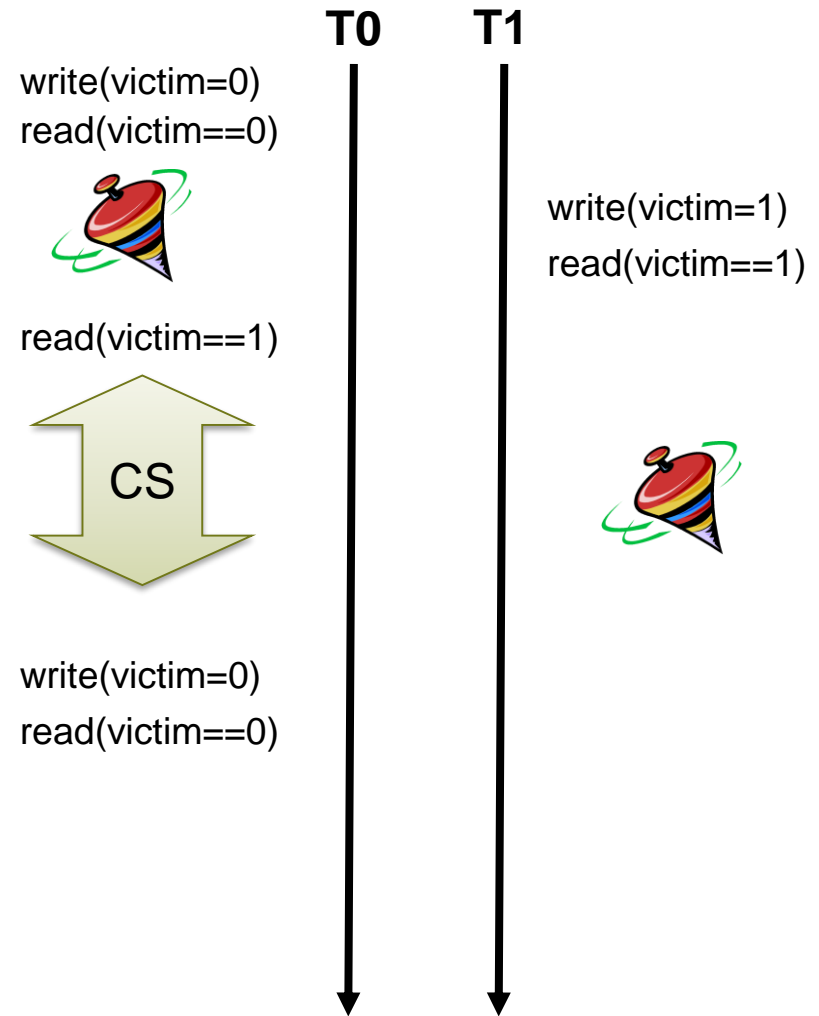 T0 T1
write(victim=0)
read(victim==0)
write(victim=1)
read(victim==1)
read(victim==1)
CS
write(victim=0)
read(victim==0)